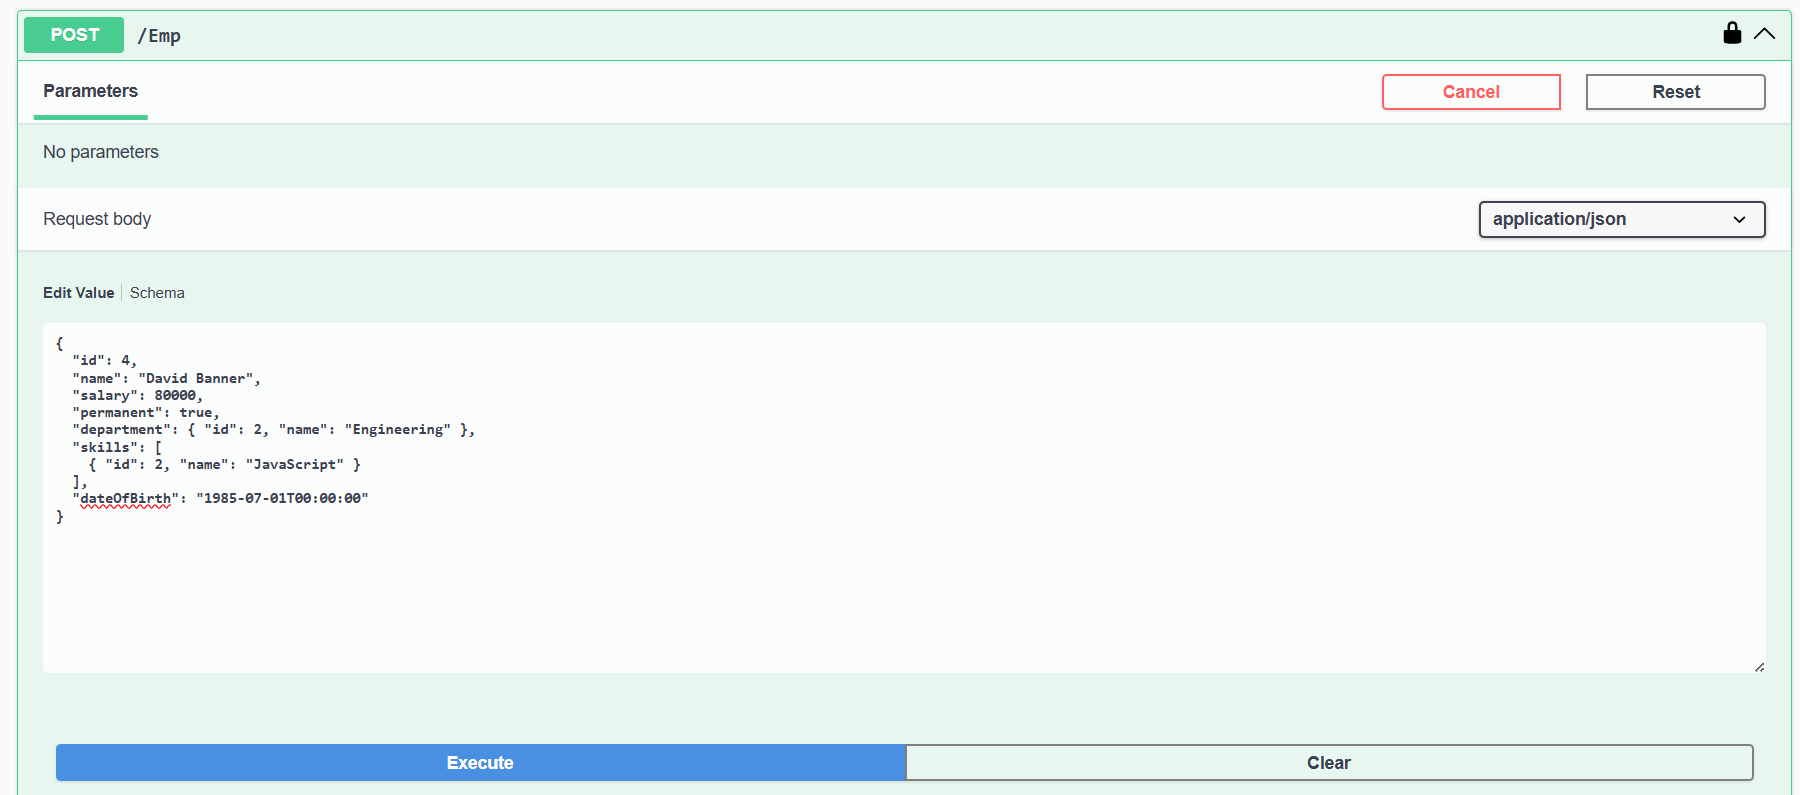 POST /Emp
Parameters
Cancel
Reset
No parameters
Request body
application/json
Edit Value
Schema
{
  "id": 4,
  "name": "David Banner",
  "salary": 80000,
  "permanent": true,
  "department": { "id": 2, "name": "Engineering" },
  "skills": [
    { "id": 2, "name": "JavaScript" }
  ],
  "dateOfBirth": "1985-07-01T00:00:00"
}
Execute
Clear